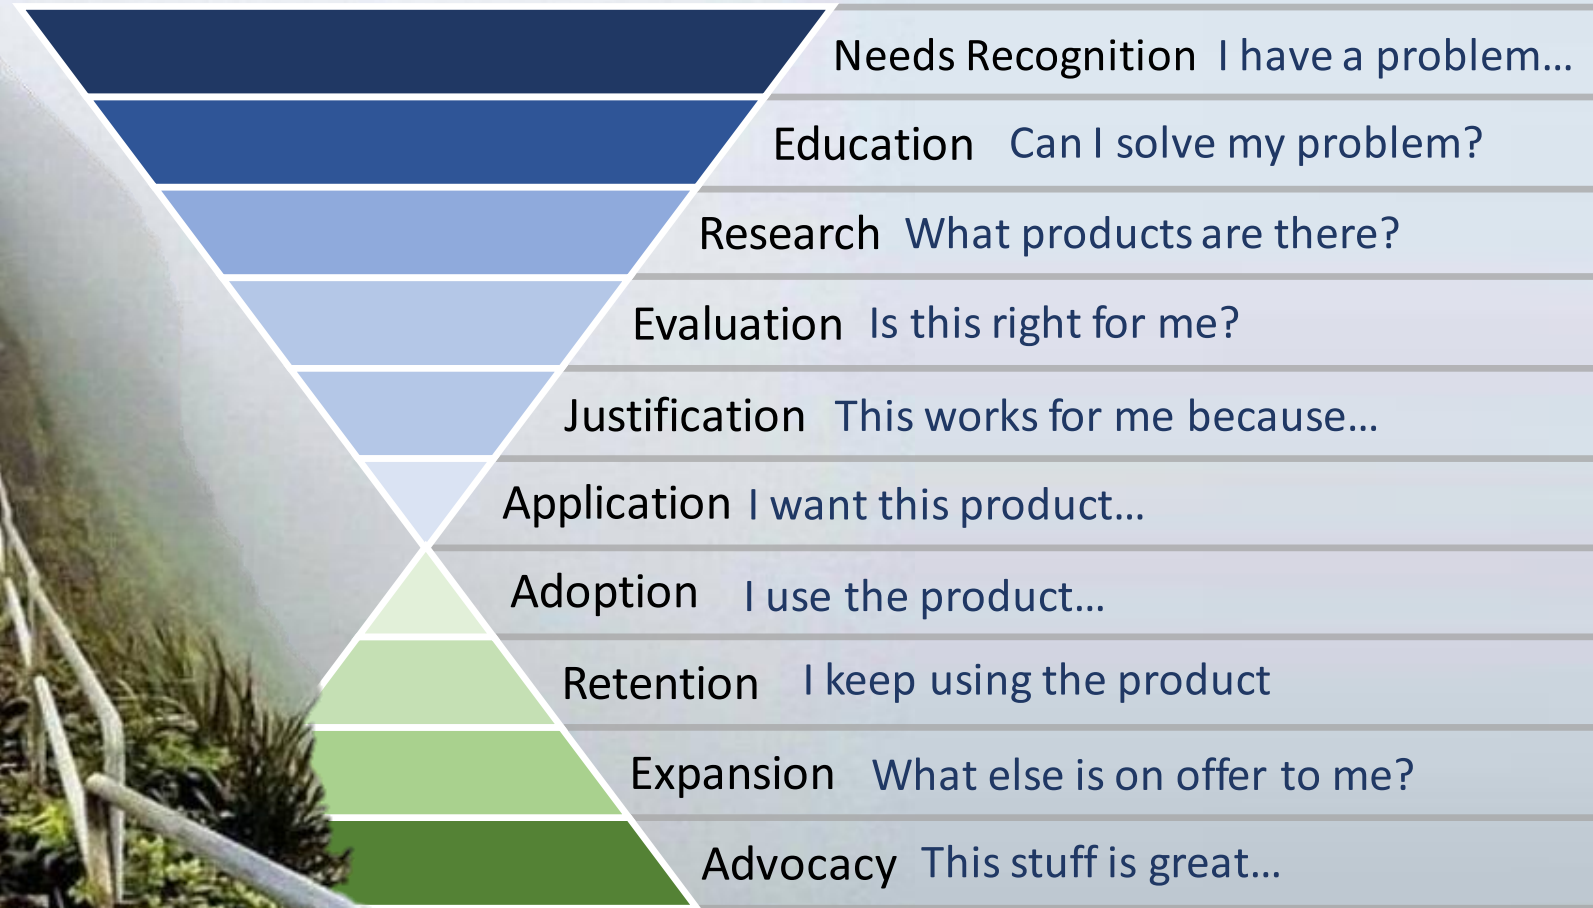 Needs Recognition I have a problem...
Education Can I solve my problem?
Research What products are there?
Evaluation Is this right for me?
Justification This works for me because...
Application I want this product...
Adoption I use the product...
Retention I keep using the product
Expansion What else is on offer to me?
Advocacy This stuff is great...